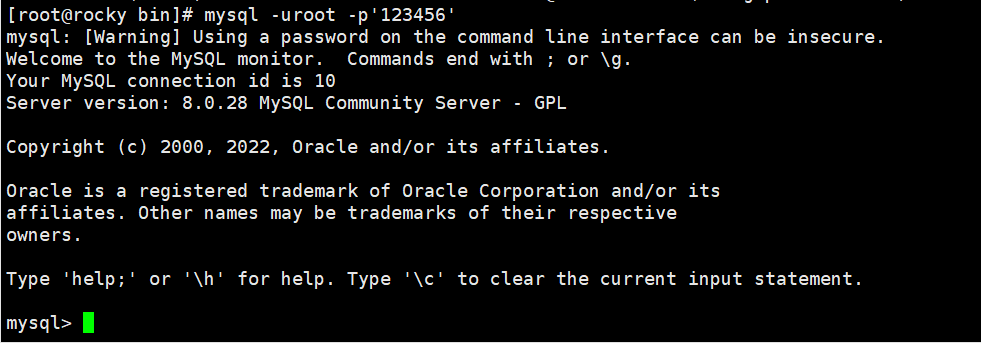 [root@rocky bin]# mysql -uroot -p'123456'
mysql: [Warning] Using a password on the command line interface can be insecure.
Welcome to the MySQL monitor.  Commands end with ; or \g.
Your MySQL connection id is 10
Server version: 8.0.28 MySQL Community Server - GPL
Copyright (c) 2000, 2022, Oracle and/or its affiliates.
Oracle is a registered trademark of Oracle Corporation and/or its
affiliates. Other names may be trademarks of their respective
owners.
Type 'help;' or '\h' for help. Type '\c' to clear the current input statement.
mysql>